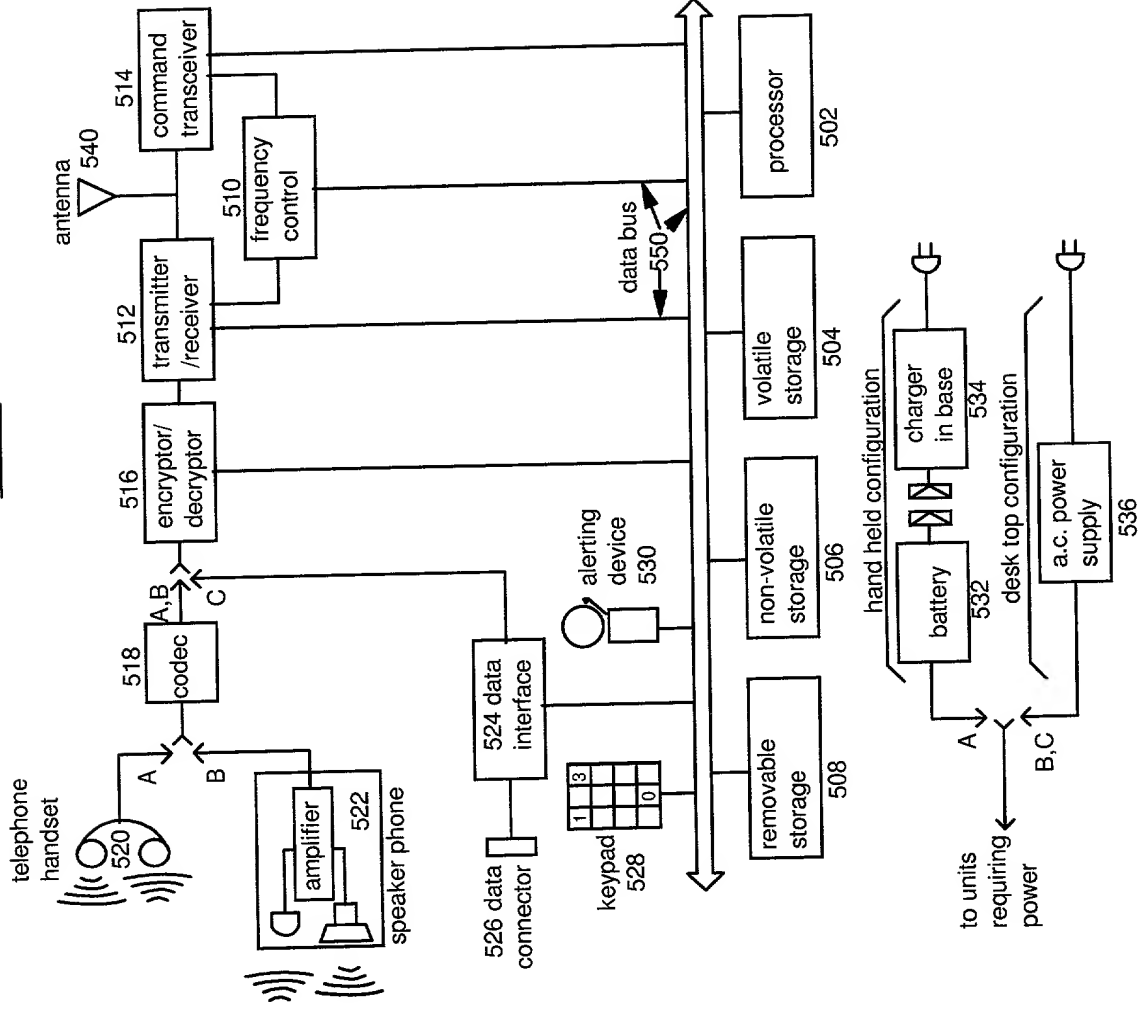 antenna
540
514
command
transceiver
512
transmitter
/receiver
510
frequency
control
516
encryptor/
decryptor
A,B
C
518
codec
telephone
handset
520
A
B
amplifier
522
speaker phone
524 data
interface
526 data
connector
alerting
device
530
keypad
528
1
3
0
data bus
550
processor
502
volatile
storage
504
non-volatile
storage
506
removable
storage
508
hand held configuration
battery
532
charger
in base
534
desk top configuration
a.c. power
supply
536
A
B,C
to units
requiring
power